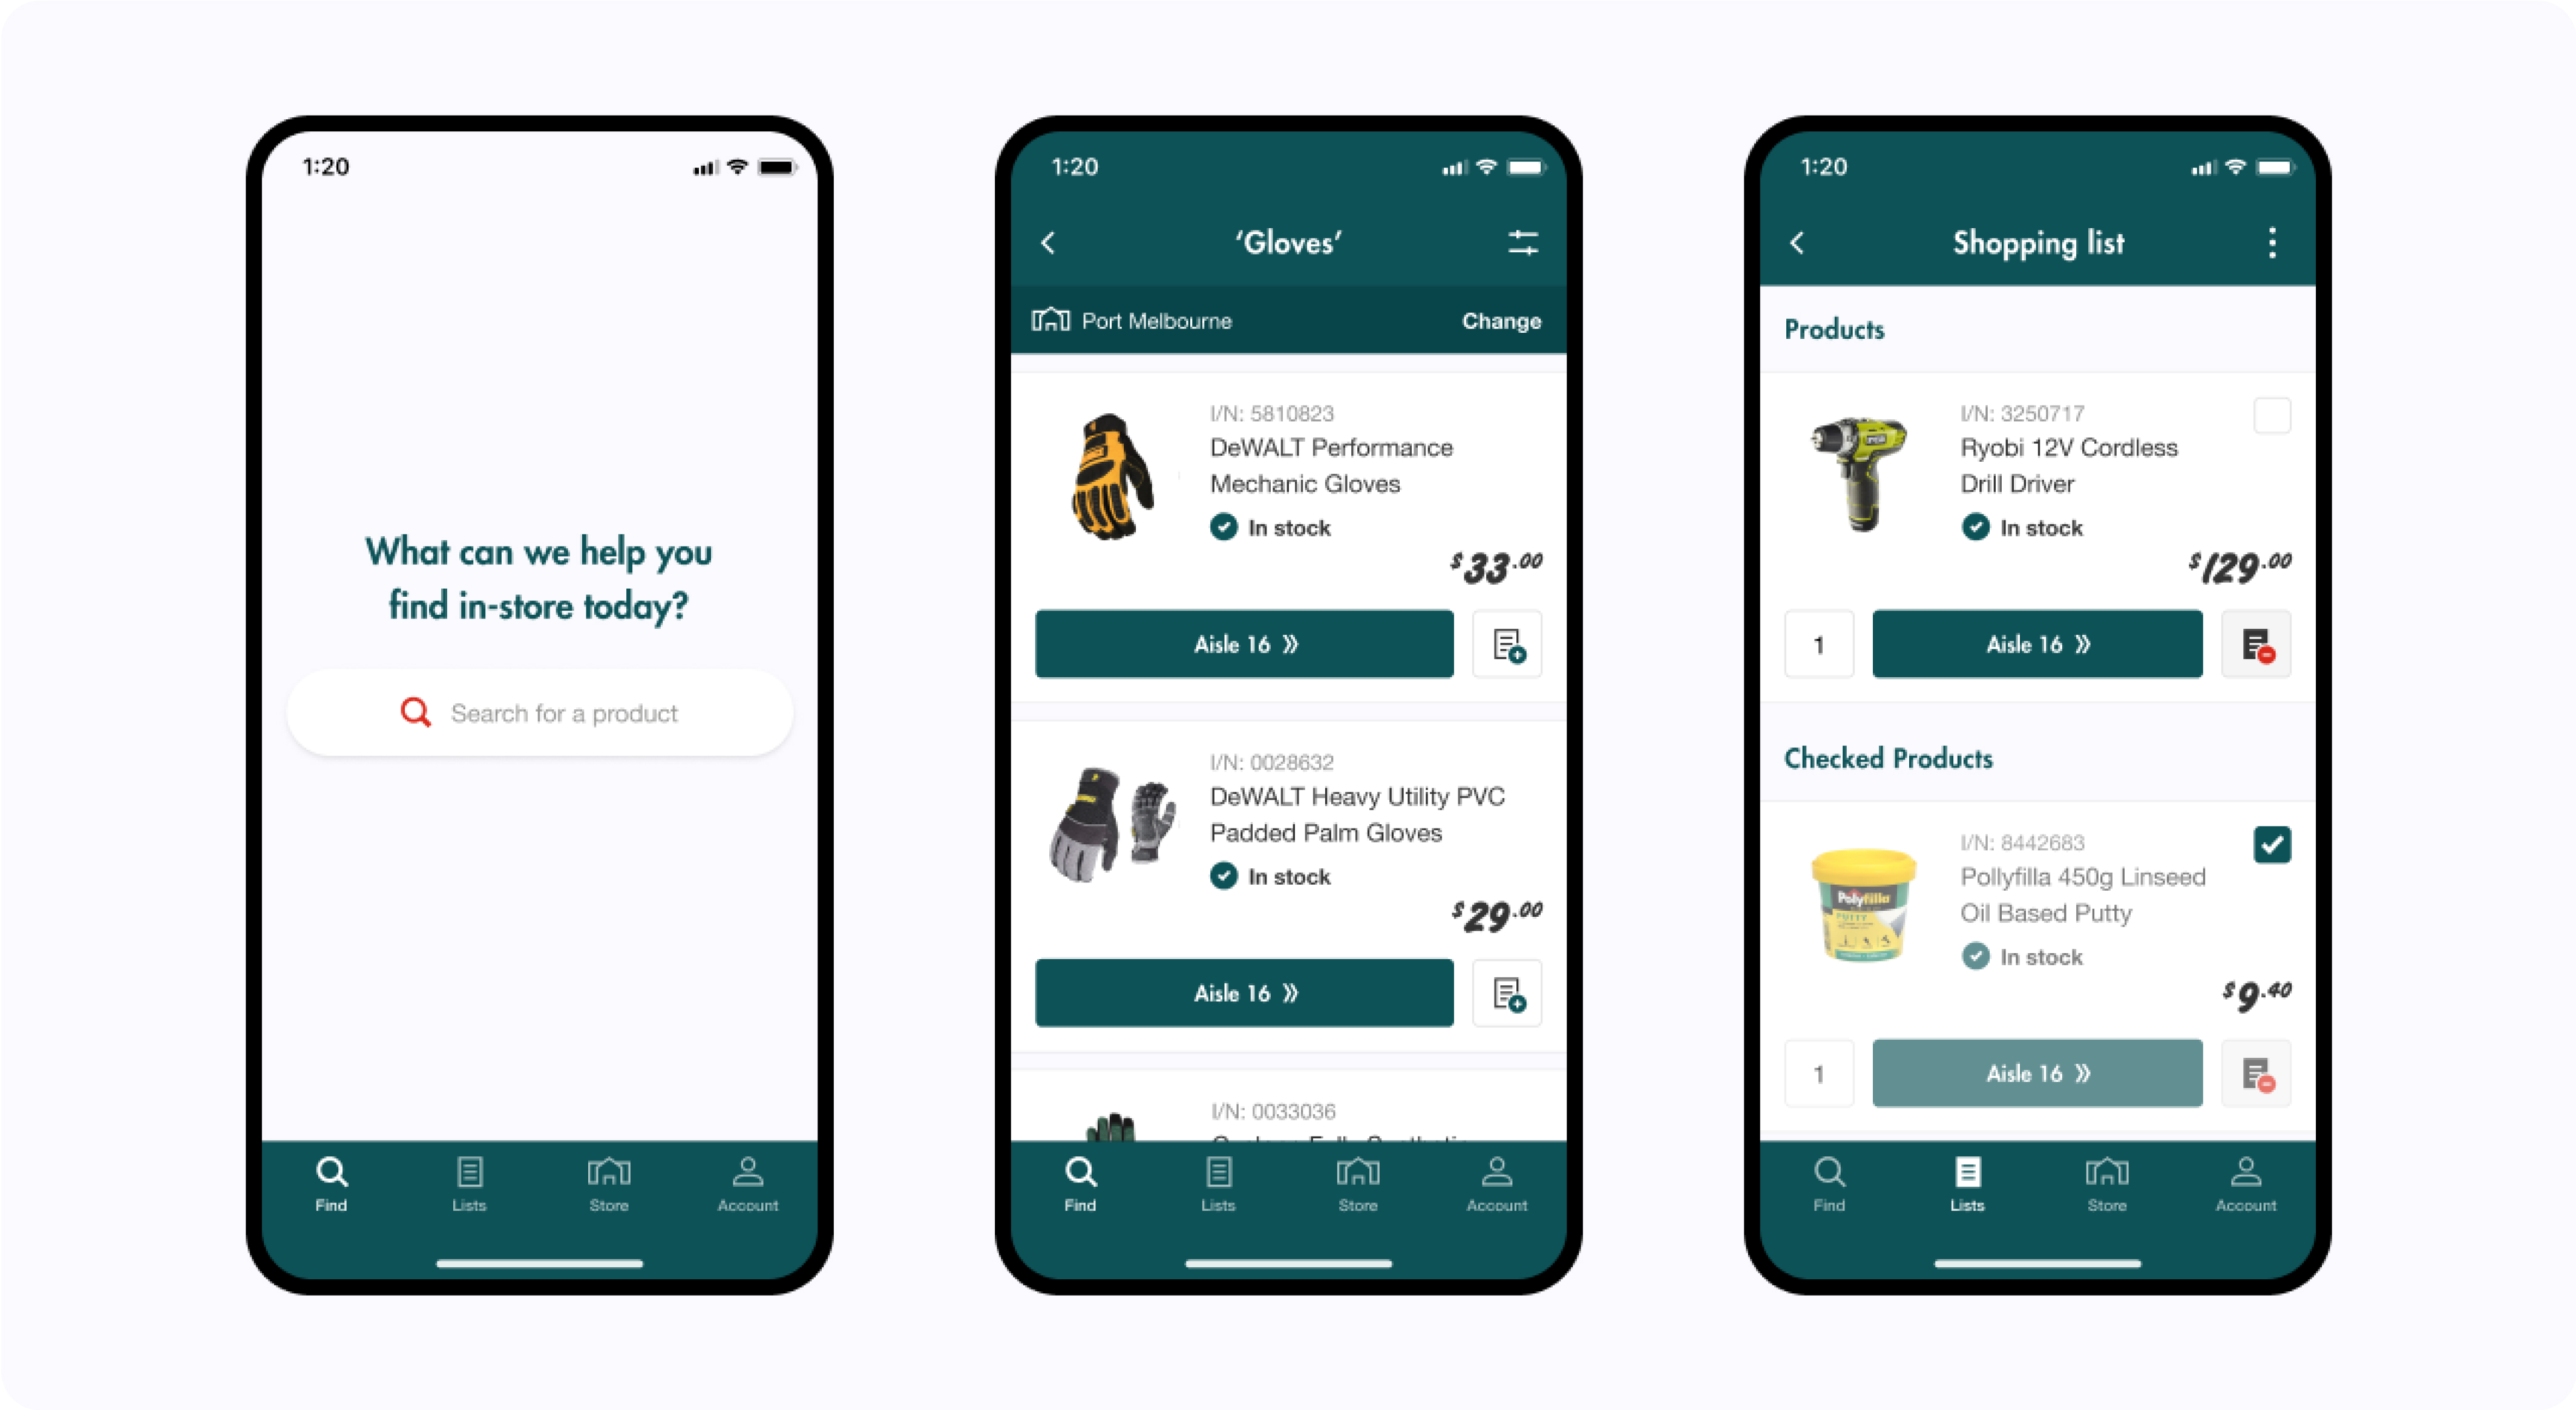 1:20
What can we help you
find in-store today?
Search for a product
Find
Lists
Store
Account
1:20
‘Gloves’
Port Melbourne
Change
I/N: 5810823
DeWALT Performance
Mechanic Gloves
In stock
$33.00
Aisle 16 »
I/N: 0028632
DeWALT Heavy Utility PVC
Padded Palm Gloves
In stock
$29.00
Aisle 16 »
I/N: 0033036
Find
Lists
Store
Account
1:20
Shopping list
Products
I/N: 3250717
Ryobi 12V Cordless
Drill Driver
In stock
$129.00
1
Aisle 16 »
Checked Products
I/N: 8442683
Pollyfilla 450g Linseed
Oil Based Putty
Polyfilla
PUTTY
In stock
$9.40
1
Aisle 16 »
Find
Lists
Store
Account